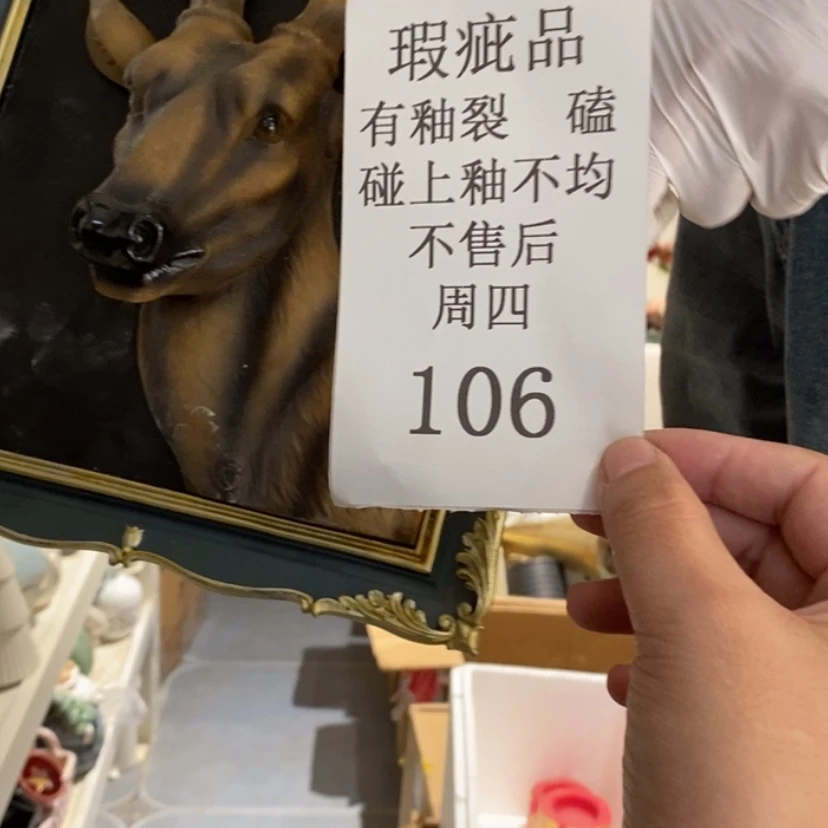 瑕疵品
有釉裂 磕
碰上釉不均
不售后
周四
106